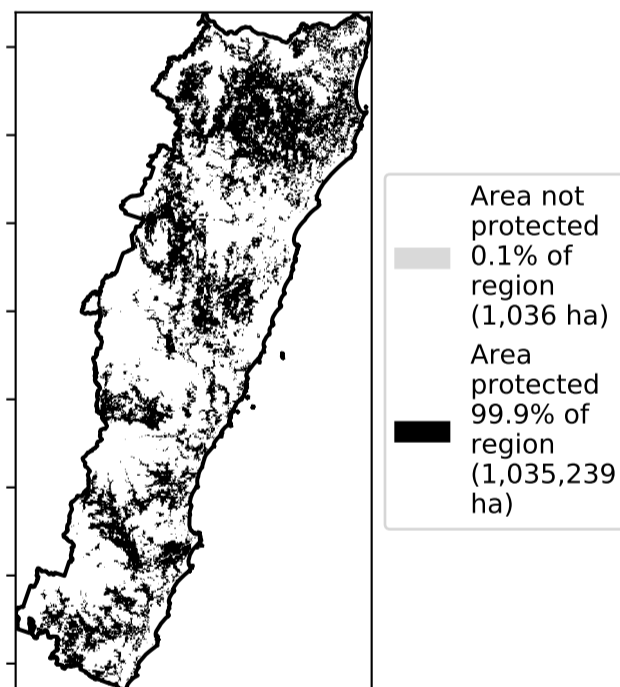 Area not
protected
0.1% of
region
(1,036 ha)
Area
protected
99.9% of
region
(1,035,239
ha)